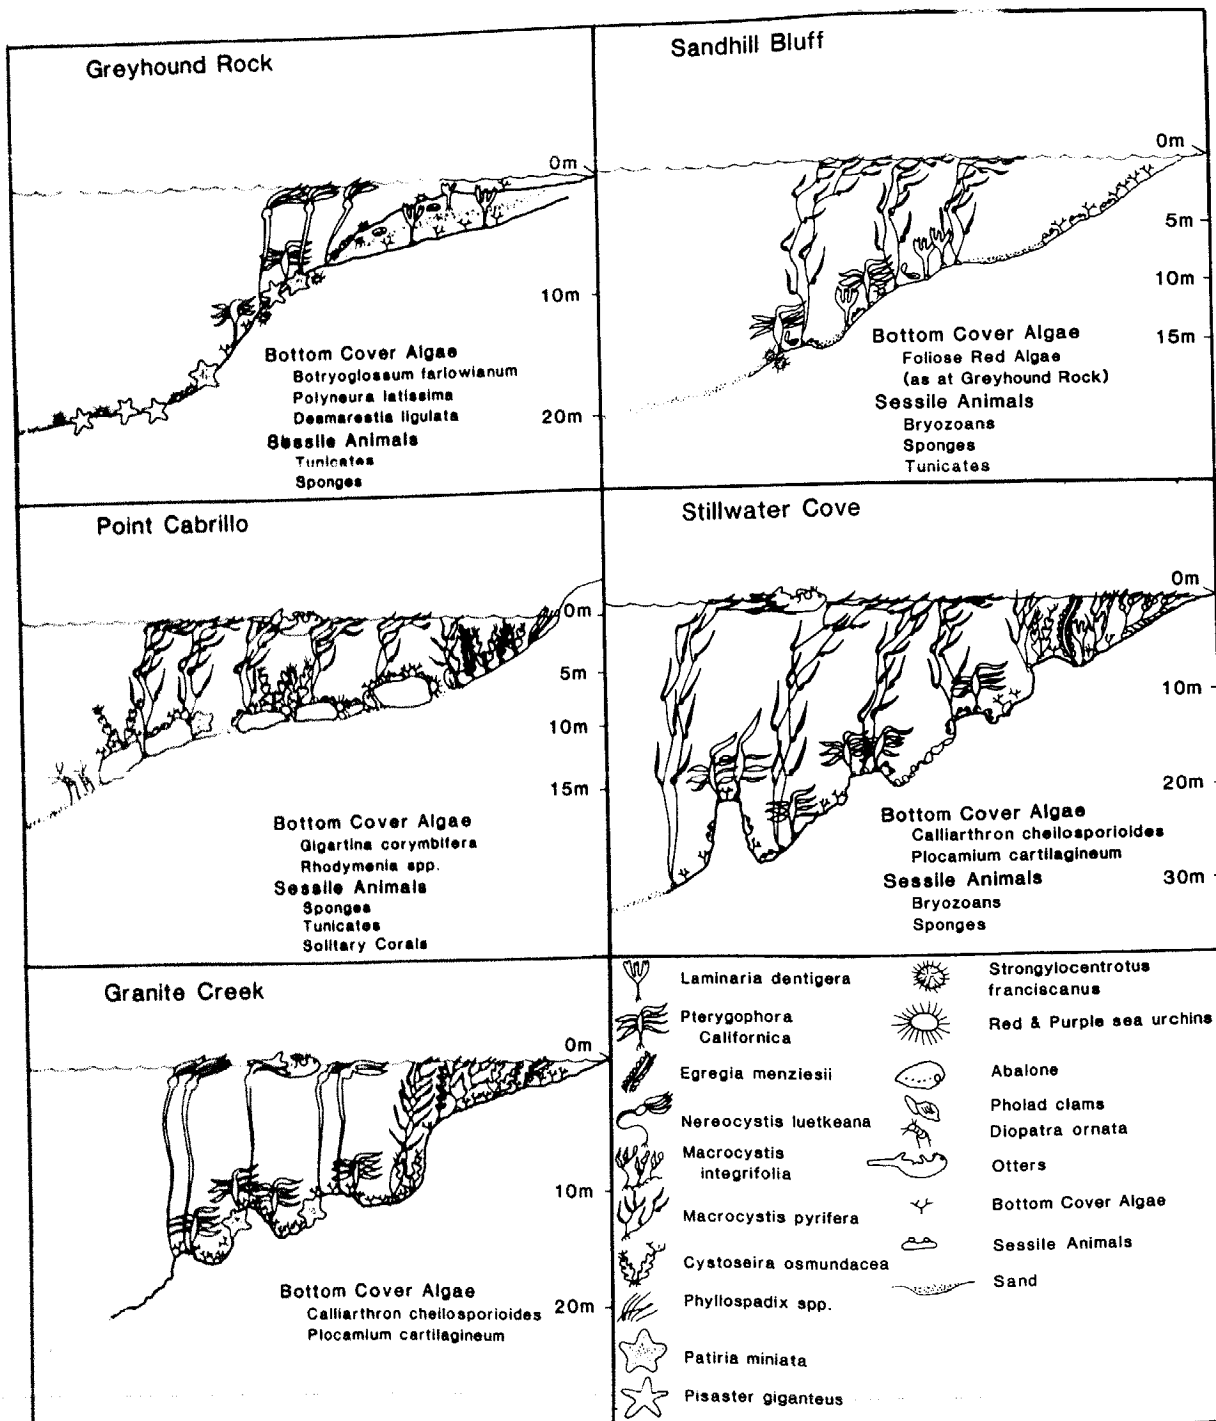 Greyhound Rock
0m
10m
20m
Bottom Cover Algae
Botryoglossum farlowianum
Polyneura latissima
Desmarestia ligulata
Sessile Animals
Tunicates
Sponges
Sandhill Bluff
0m
5m
10m
15m
Bottom Cover Algae
Foliose Red Algae
(as at Greyhound Rock)
Sessile Animals
Bryozoans
Sponges
Tunicates
Point Cabrillo
0m
5m
10m
15m
Bottom Cover Algae
Gigartina corymbifera
Rhodymenia spp.
Sessile Animals
Sponges
Tunicates
Solitary Corals
Stillwater Cove
0m
10m
20m
30m
Bottom Cover Algae
Calliarthron cheilosporioides
Plocamium cartilagineum
Sessile Animals
Bryozoans
Sponges
Granite Creek
0m
10m
20m
Bottom Cover Algae
Calliarthron cheilosporioides
Plocamium cartilagineum
Laminaria dentigera
Pterygophora
Californica
Egregia menziesii
Nereocystis luetkeana
Macrocystis
integrifolia
Macrocystis pyrifera
Cystoseira osmundacea
Phyllospadix spp.
Patiria miniata
Pisaster giganteus
Strongylocentrotus
franciscanus
Red & Purple sea urchins
Abalone
Pholad clams
Diopatra ornata
Otters
Bottom Cover Algae
Sessile Animals
Sand